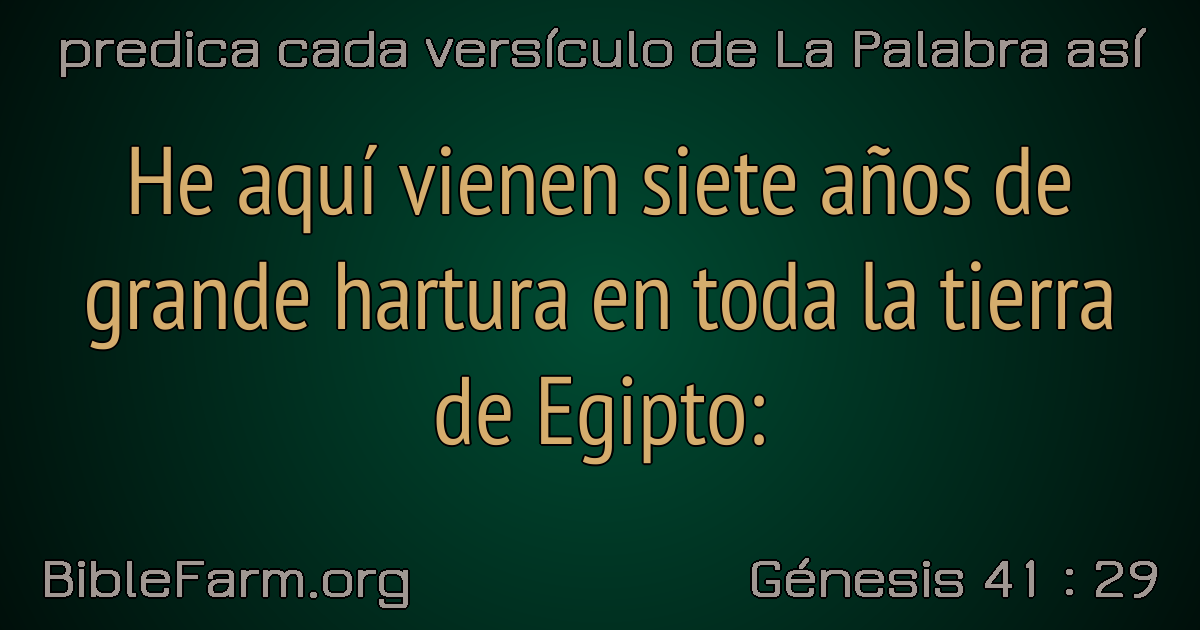 predica cada versículo de La Palabra así
He aquí vienen siete años de
grande hartura en toda la tierra
de Egipto:
BibleFarm.org
Génesis 41 : 29